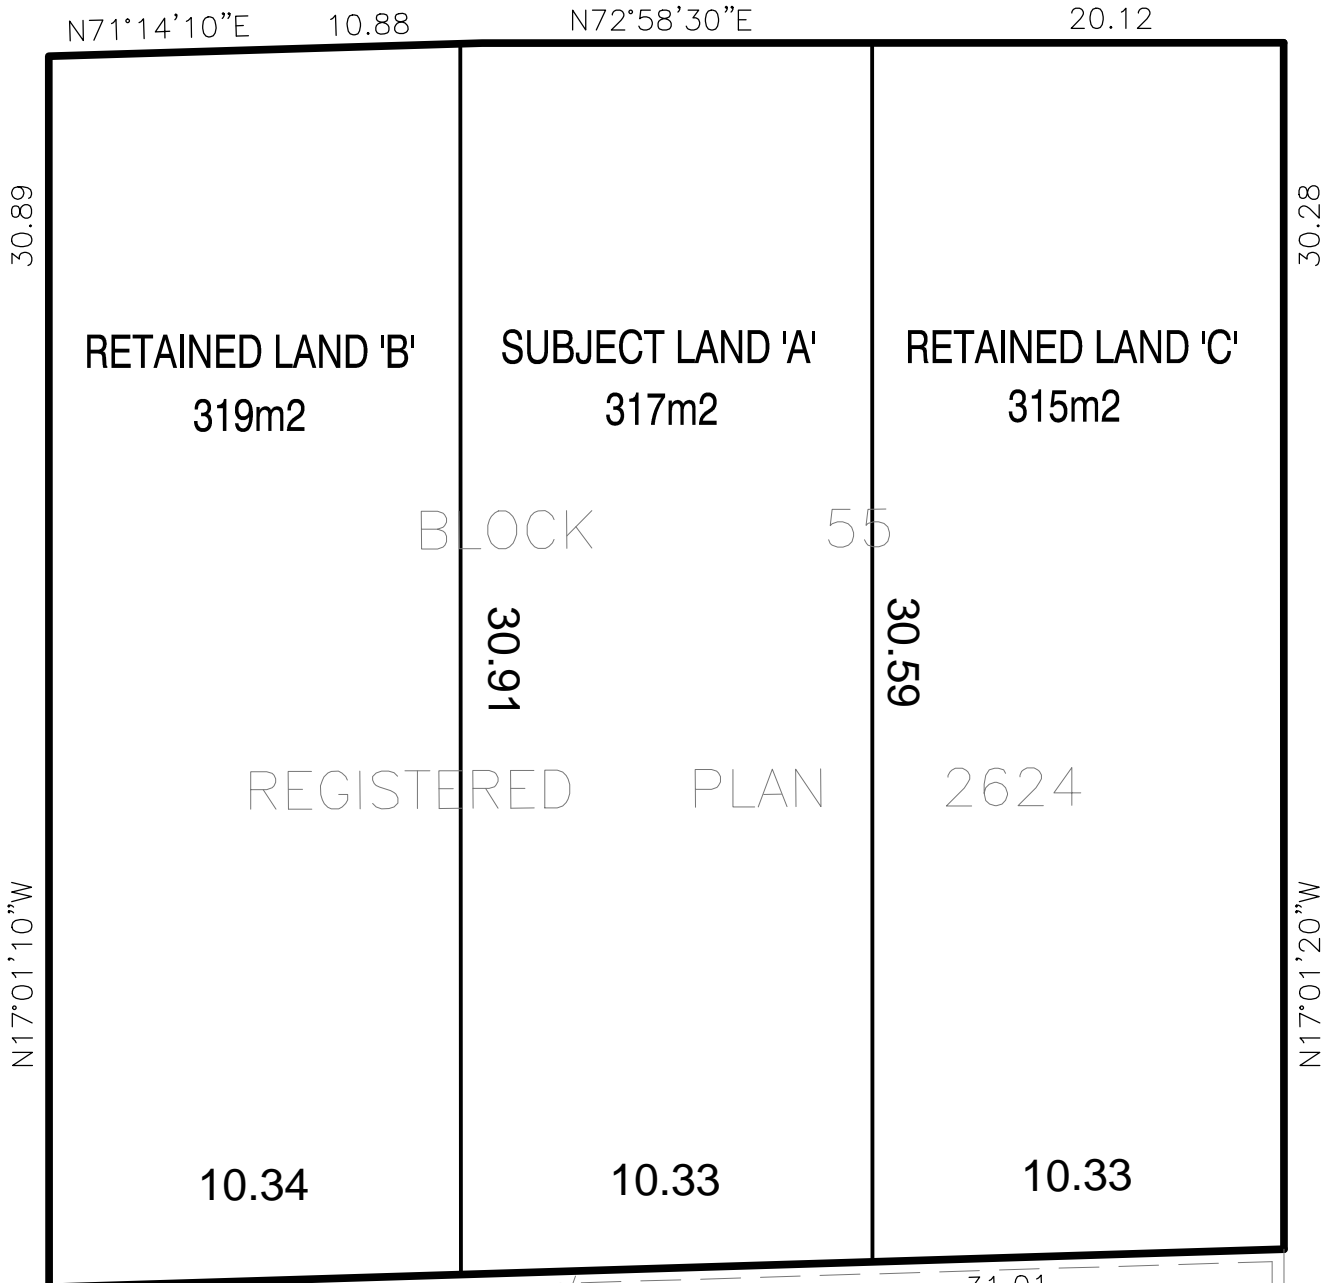 N71°14'10"E 10.88 N72°58'30"E 20.12
30.89
30.28
RETAINED LAND 'B'
319m2
SUBJECT LAND 'A'
317m2
RETAINED LAND 'C'
315m2
BLOCK 55
30.91
30.59
REGISTERED PLAN 2624
N17°01'10"W
N17°01'20"W
10.34
10.33
10.33